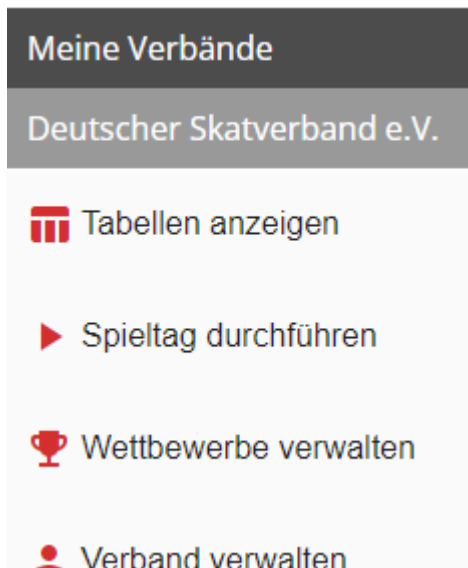 Meine Verbände
Deutscher Skatverband e.V.
Tabellen anzeigen
Spieltag durchführen
Wettbewerbe verwalten
Verband verwalten